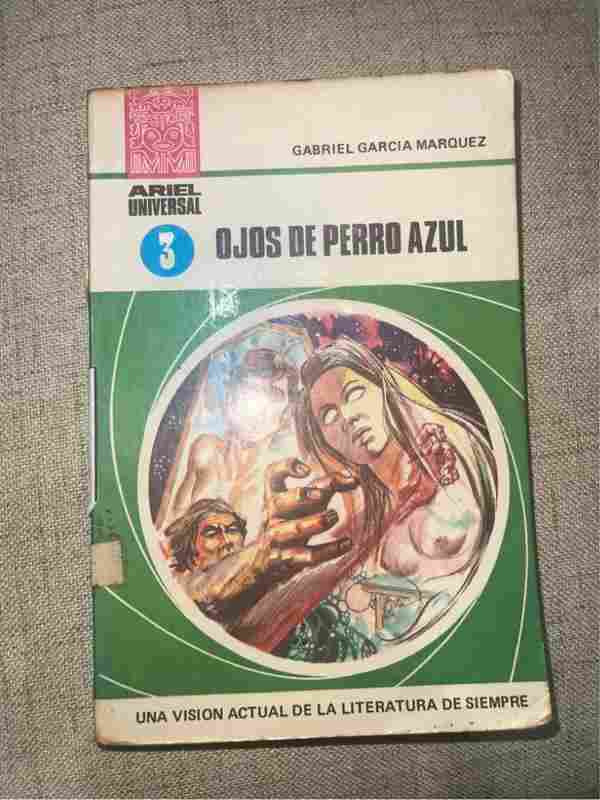 GABRIEL GARCIA MARQUEZ
ARIEL
UNIVERSAL
3
OJOS DE PERRO AZUL
UNA VISION ACTUAL DE LA LITERATURA DE SIEMPRE